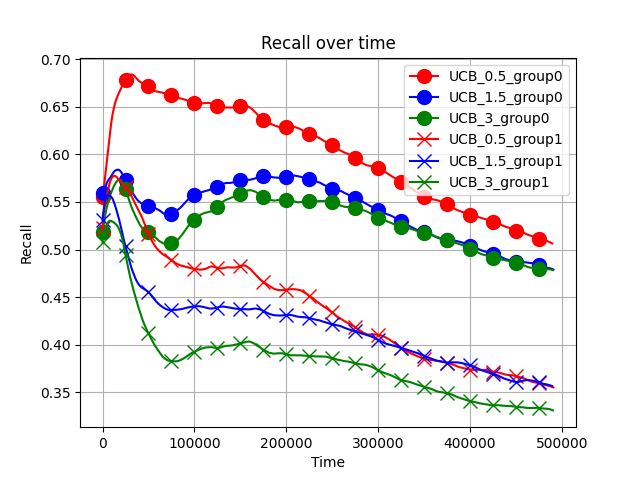 Recall over time
0.70
0.65
0.60
0.55
0.50
0.45
0.40
0.35
Recall
0
100000
200000
300000
400000
500000
Time
UCB_0.5_group0
UCB_1.5_group0
UCB_3_group0
UCB_0.5_group1
UCB_1.5_group1
UCB_3_group1